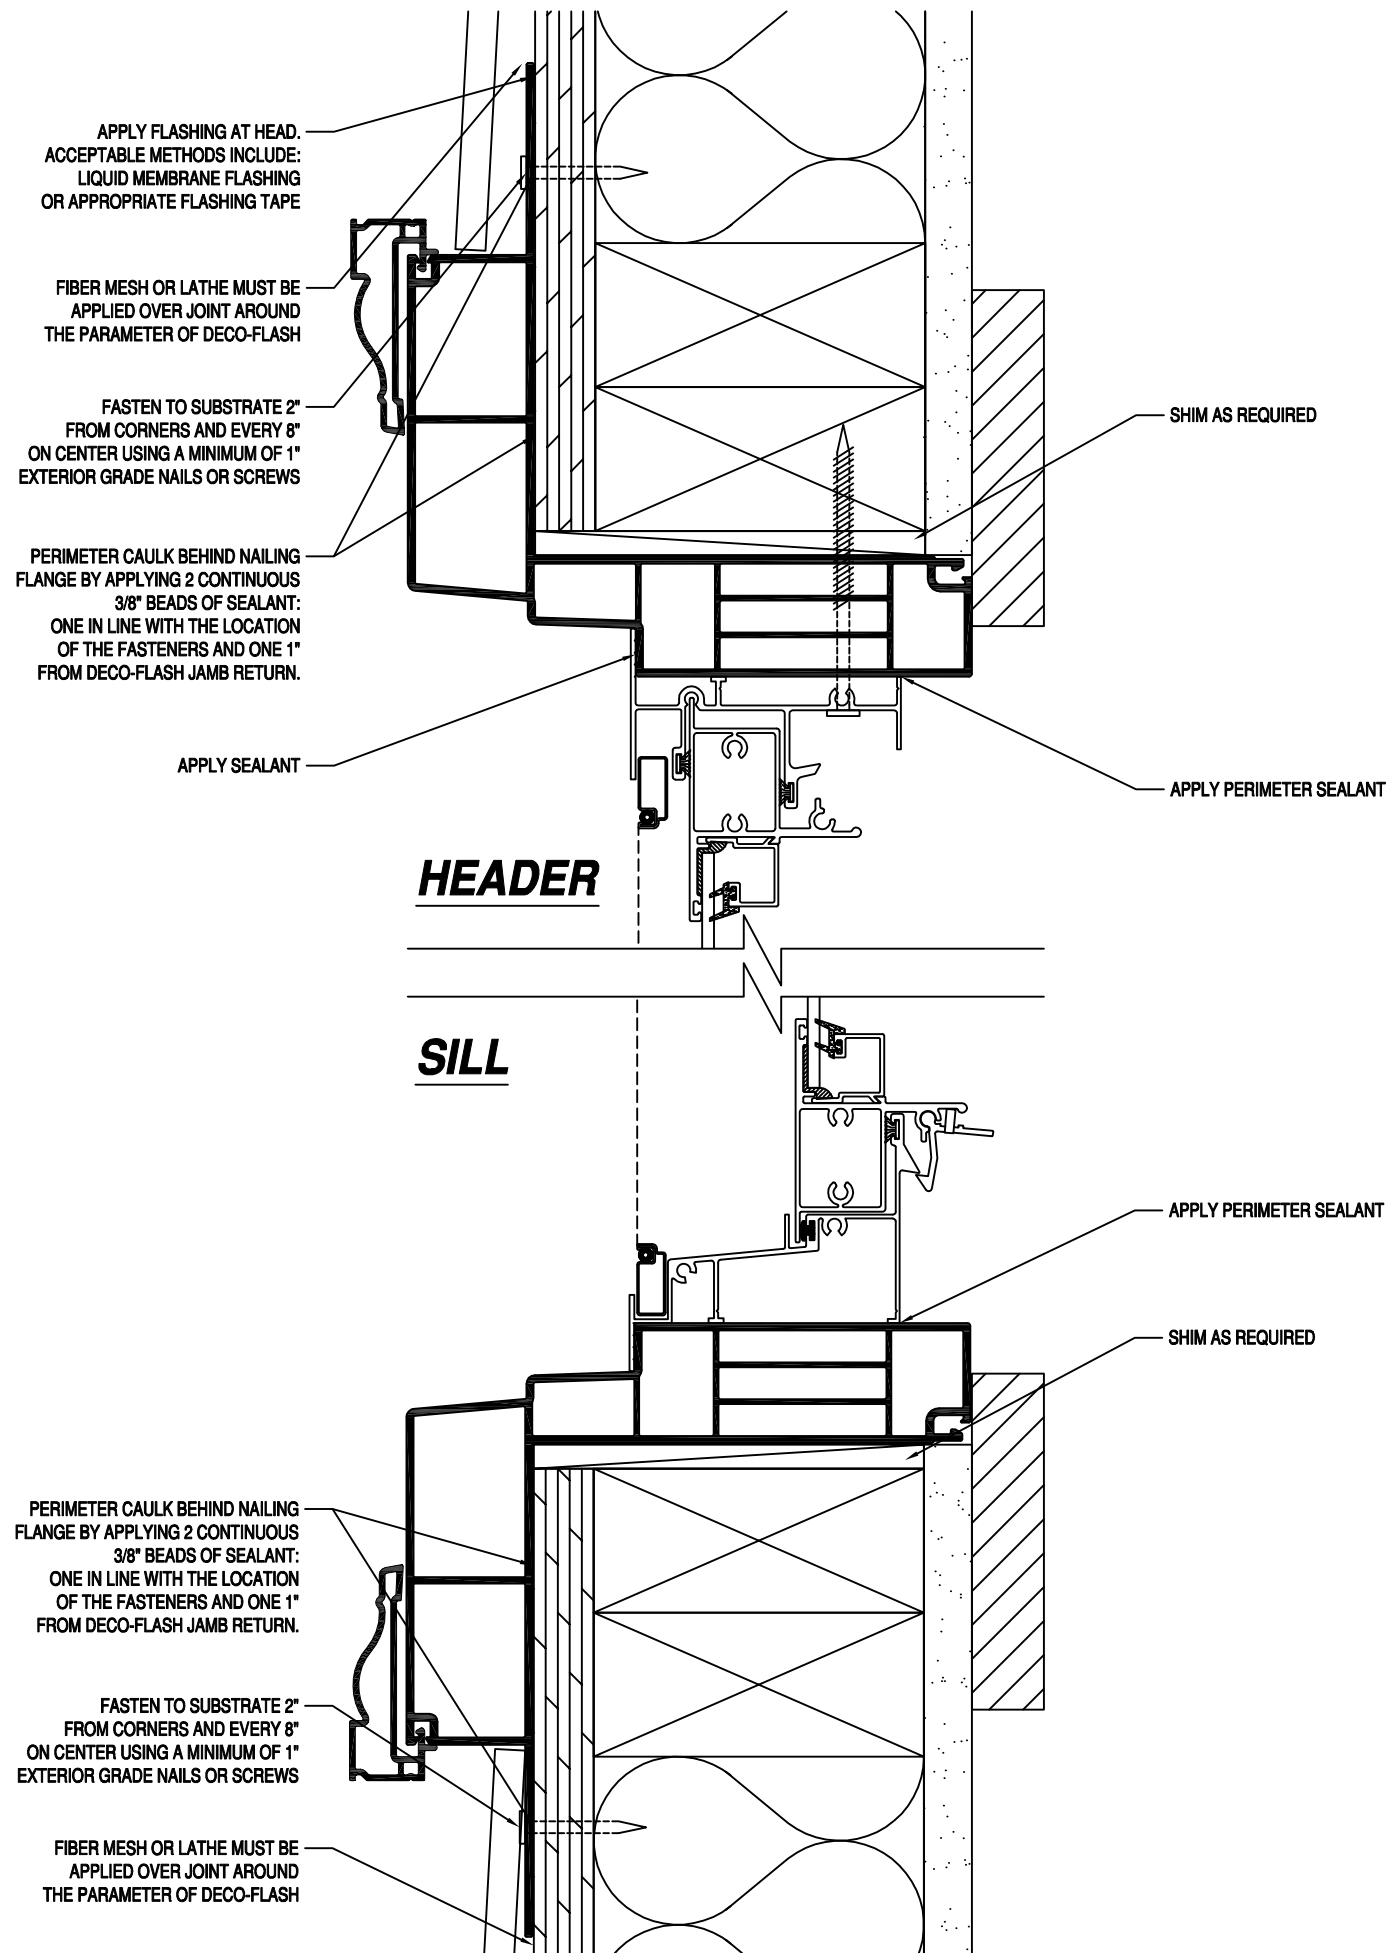 APPLY FLASHING AT HEAD.
ACCEPTABLE METHODS INCLUDE:
LIQUID MEMBRANE FLASHING
OR APPROPRIATE FLASHING TAPE
FIBER MESH OR LATHE MUST BE
APPLIED OVER JOINT AROUND
THE PARAMETER OF DECO-FLASH
FASTEN TO SUBSTRATE 2"
FROM CORNERS AND EVERY 8"
ON CENTER USING A MINIMUM OF 1"
EXTERIOR GRADE NAILS OR SCREWS
SHIM AS REQUIRED
PERIMETER CAULK BEHIND NAILING
FLANGE BY APPLYING 2 CONTINUOUS
3/8" BEADS OF SEALANT:
ONE IN LINE WITH THE LOCATION
OF THE FASTENERS AND ONE 1"
FROM DECO-FLASH JAMB RETURN.
APPLY SEALANT
APPLY PERIMETER SEALANT
HEADER
SILL
APPLY PERIMETER SEALANT
SHIM AS REQUIRED
PERIMETER CAULK BEHIND NAILING
FLANGE BY APPLYING 2 CONTINUOUS
3/8" BEADS OF SEALANT:
ONE IN LINE WITH THE LOCATION
OF THE FASTENERS AND ONE 1"
FROM DECO-FLASH JAMB RETURN.
FASTEN TO SUBSTRATE 2"
FROM CORNERS AND EVERY 8"
ON CENTER USING A MINIMUM OF 1"
EXTERIOR GRADE NAILS OR SCREWS
FIBER MESH OR LATHE MUST BE
APPLIED OVER JOINT AROUND
THE PARAMETER OF DECO-FLASH